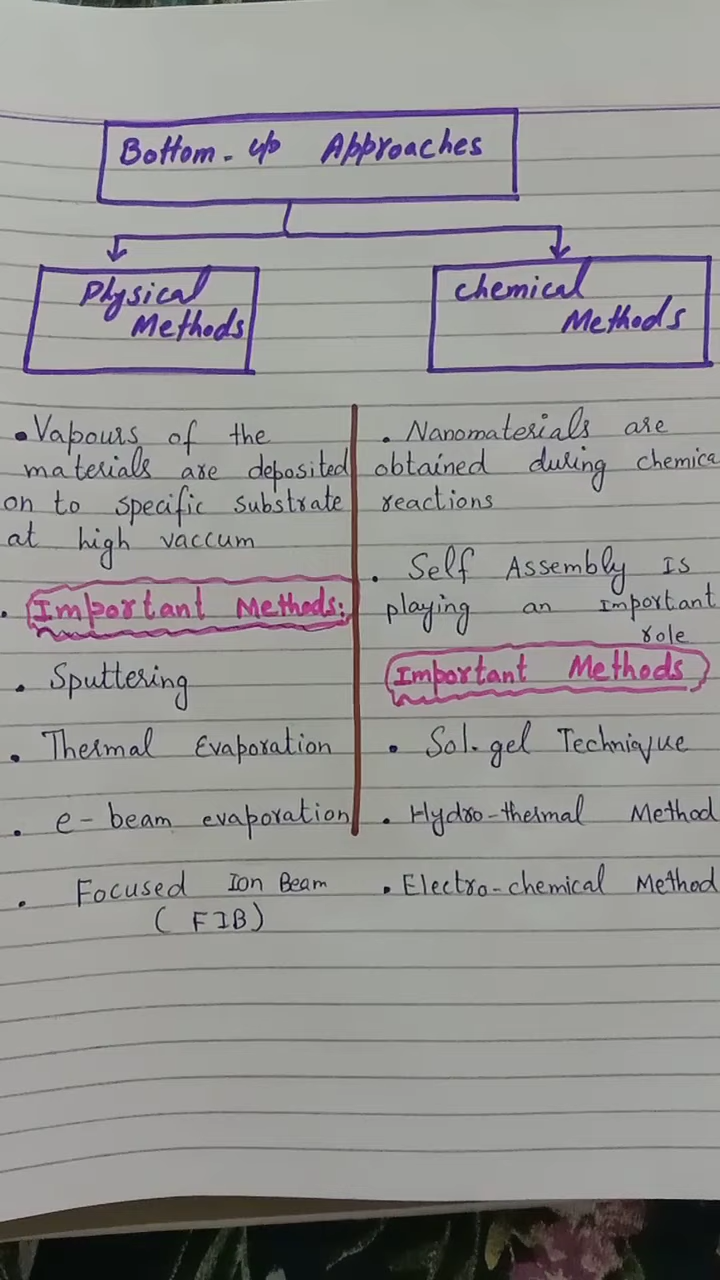 Bottom-up Approaches
Physical
Methods
Chemical
Methods
• Vapours of the
materials are deposited
on to specific substrate
at high vaccum
• Important Methods:
• Sputtering
• Thermal Evaporation
• e-beam evaporation
• Focused Ion Beam
(FIB)
• Nanomaterials are
obtained during chemica
reactions
• Self Assembly Is
playing an Important
role
Important Methods
• Sol-gel Technique
• Hydro-thermal Method
• Electro-chemical Method